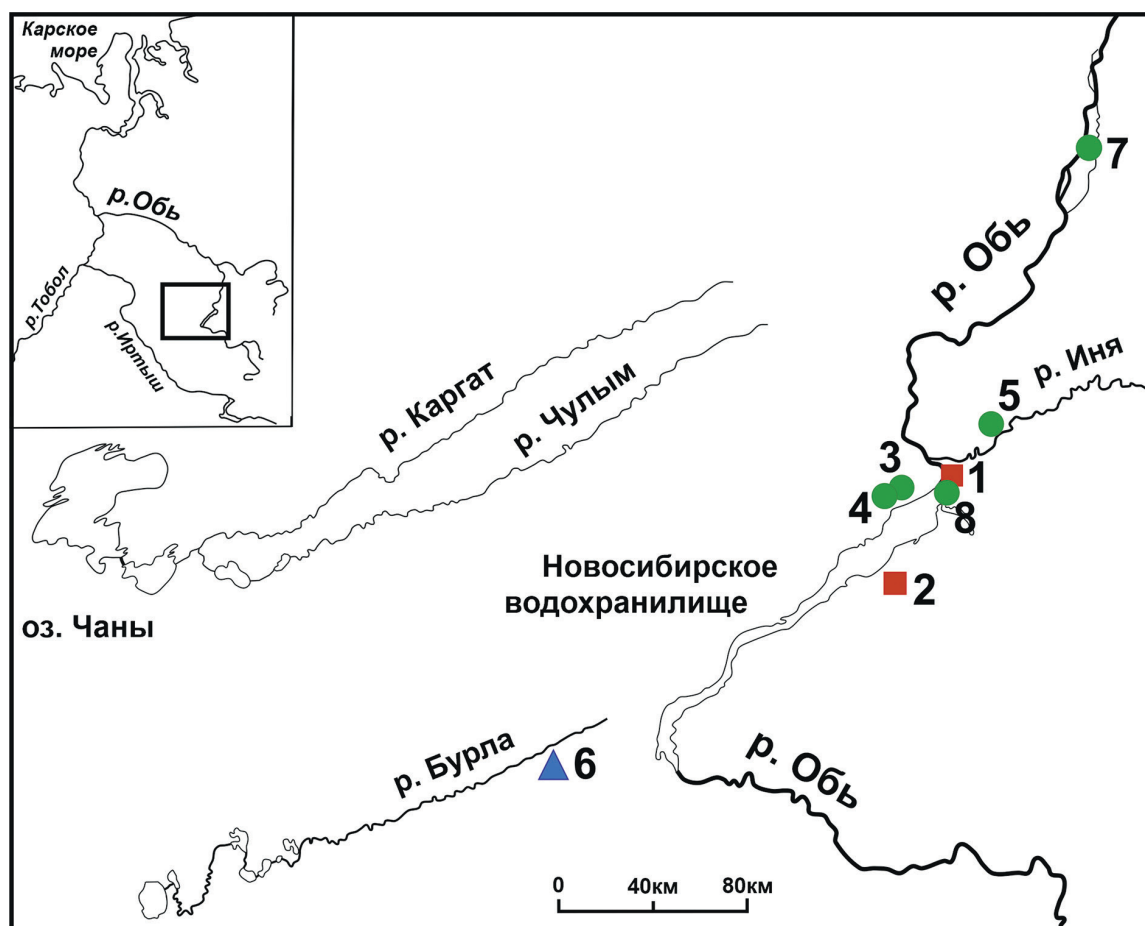 Карское
море
р.Обь
р.Тобол
р.Иртыш
7
р. Обь
р. Иня
5
р. Каргат
р. Чулым
3
1
4
8
Новосибирское
водохранилище
2
оз. Чаны
р. Бурла
6
р. Обь
0 40км 80км